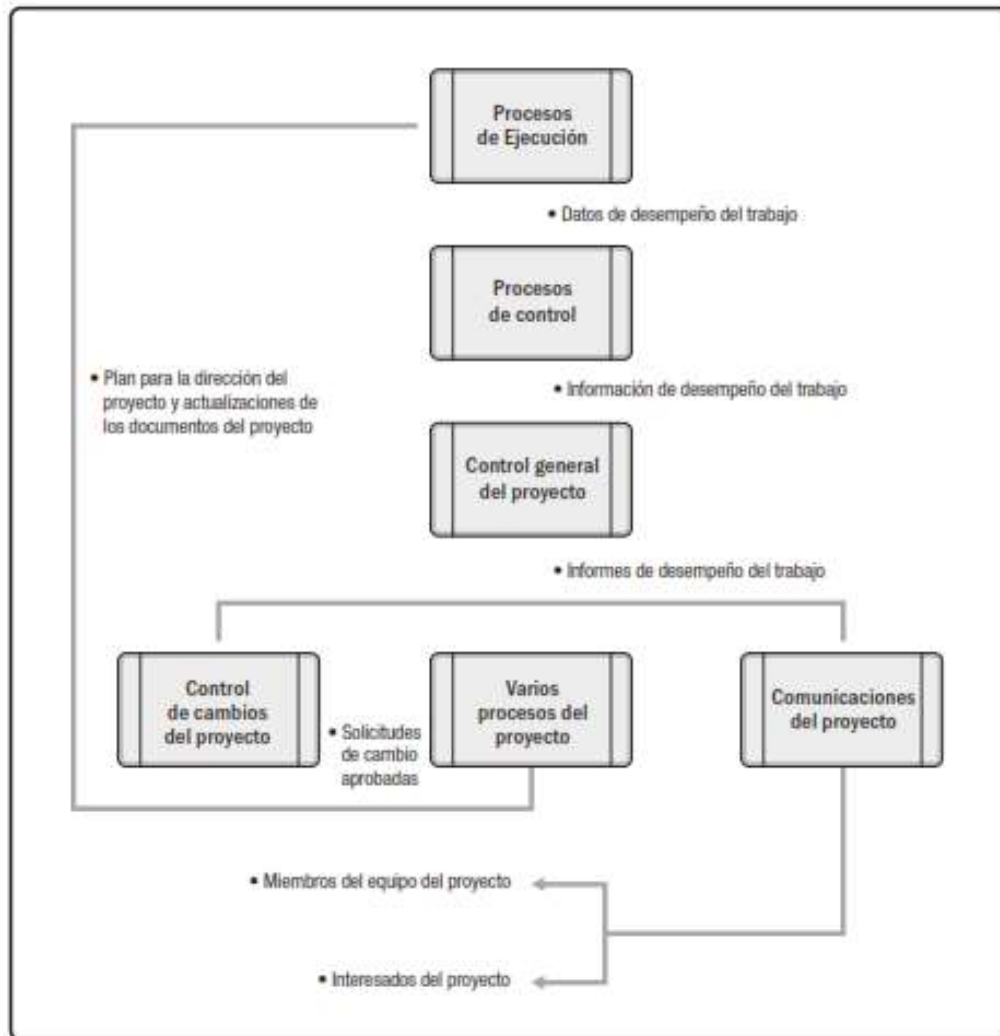 Procesos
de Ejecución
• Datos de desempeño del trabajo
Procesos
de control
• Plan para la dirección del
proyecto y actualizaciones de
los documentos del proyecto
• Información de desempeño del trabajo
Control general
del proyecto
• Informes de desempeño del trabajo
Control
de cambios
del proyecto
• Solicitudes
de cambio
aprobadas
Varios
procesos del
proyecto
Comunicaciones
del proyecto
• Miembros del equipo del proyecto
• Interesados del proyecto